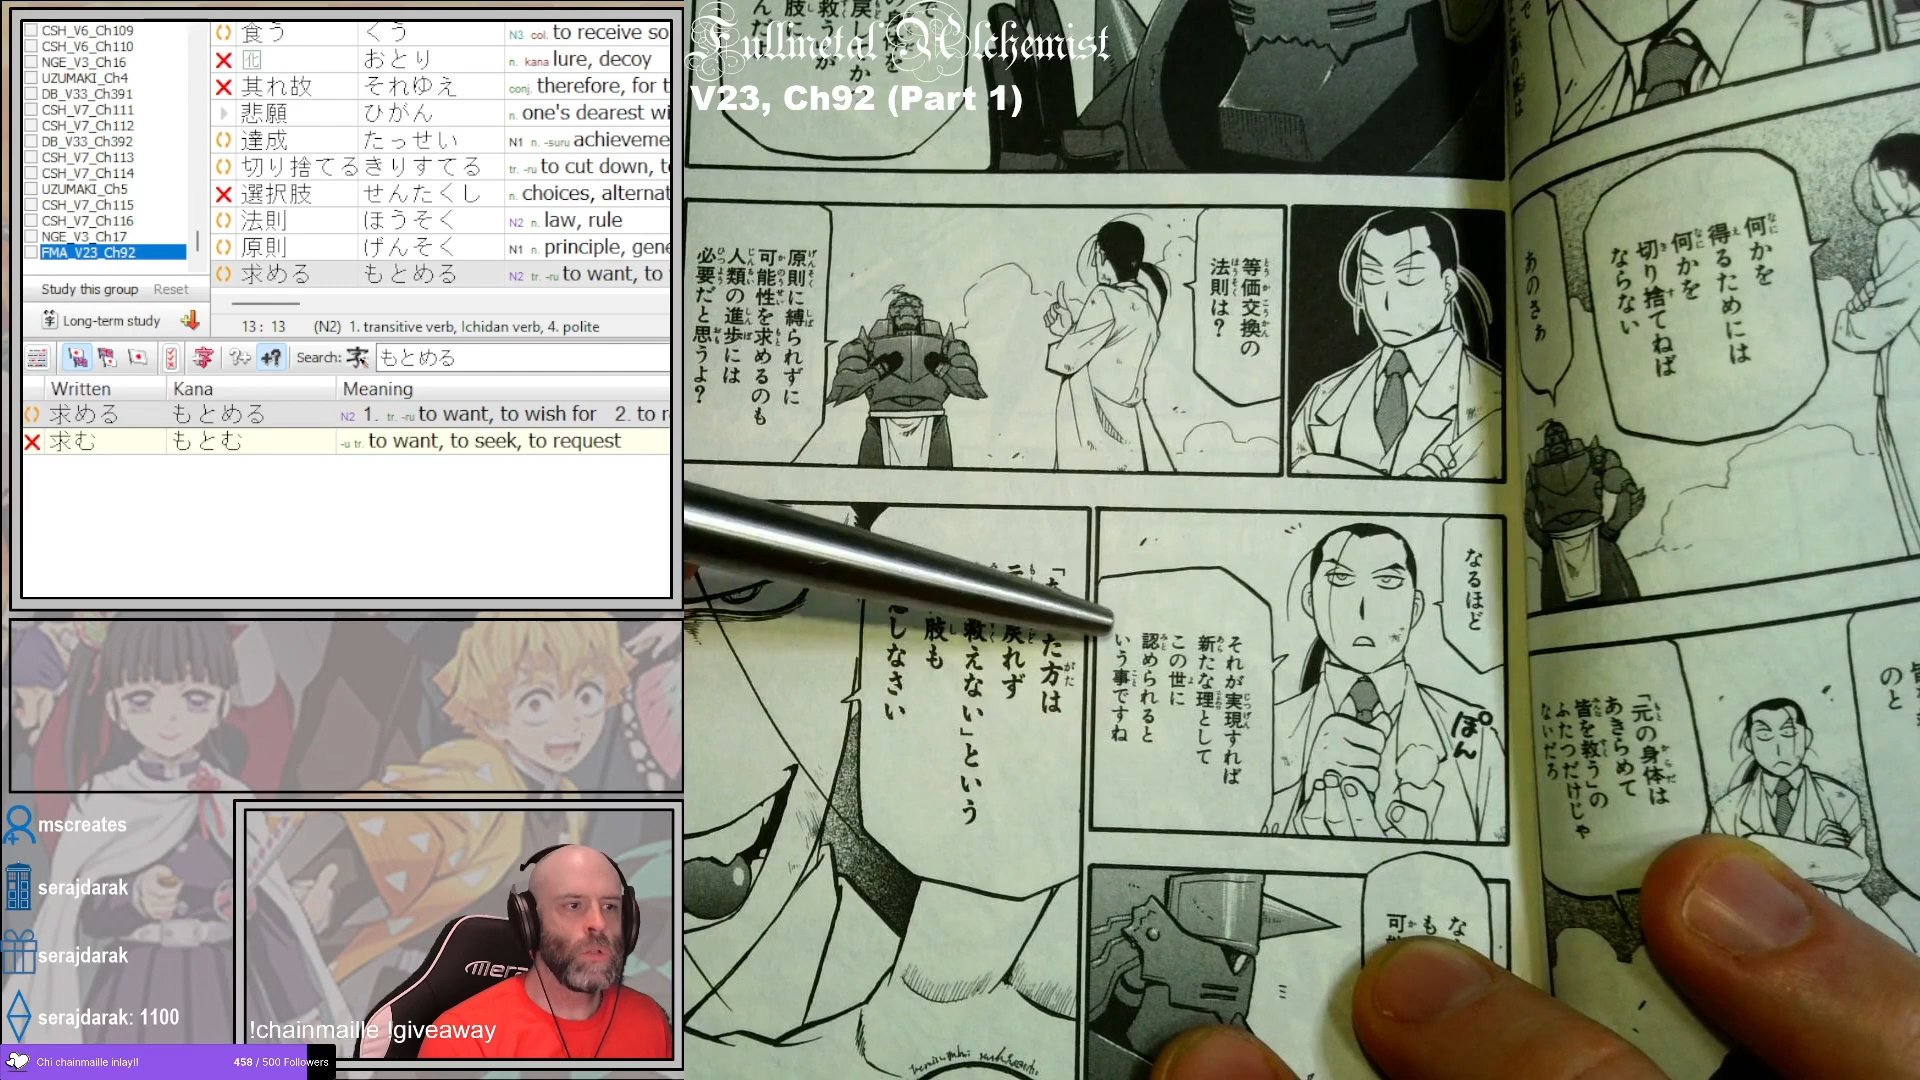 CSH_V6_Ch109
CSH_V6_Ch110
NGE_V3_Ch16
UZUMAKI_Ch4
DB_V33_Ch391
CSH_V7_Ch111
CSH_V7_Ch112
DB_V33_Ch392
CSH_V7_Ch113
CSH_V7_Ch114
UZUMAKI_Ch5
CSH_V7_Ch115
CSH_V7_Ch116
NGE_V3_Ch17
FMA_V23_Ch92
Study this group Reset
Long-term study
食う くう N3 col. to receive so
囮 おとり n. kana lure, decoy
其れ故 それゆえ conj. therefore, for t
悲願 ひがん n. one's dearest wi
達成 たっせい N1 n. -suru achieveme
切り捨てる きりすてる tr. -ru to cut down, t
選択肢 せんたくし n. choices, alternat
法則 ほうそく N2 n. law, rule
原則 げんそく N1 n. principle, gene
求める もとめる N2 tr. -ru to want, to
13: 13 (N2) 1. transitive verb, Ichidan verb, 4. polite
Search: もとめる
Written Kana Meaning
求める もとめる N2 1. tr. -ru to want, to wish for 2. to r
求む もとむ -u tr. to want, to seek, to request
Fullmetal Alchemist
V23, Ch92 (Part 1)
何かを
得るためには
何かを
切り捨てねば
ならない
あのさぁ
「元の身体は
あきらめて
皆を救う」の
ふたつだけじゃ
ないだろ
のと
等価交換の
法則は?
原則に縛られずに
可能性を求めるのも
人類の進歩には
必要だと思うよ?
なるほど
ぽん
それが実現すれば
新たな理として
この世に
認められると
いう事ですね
た方は
戻れず
救えない」という
肢も
しなさい
な
も
可
mscreates
serajdarak
serajdarak
serajdarak: 1100
!chainmaille !giveaway
Chi chainmaille inlay!!
458 / 500 Followers